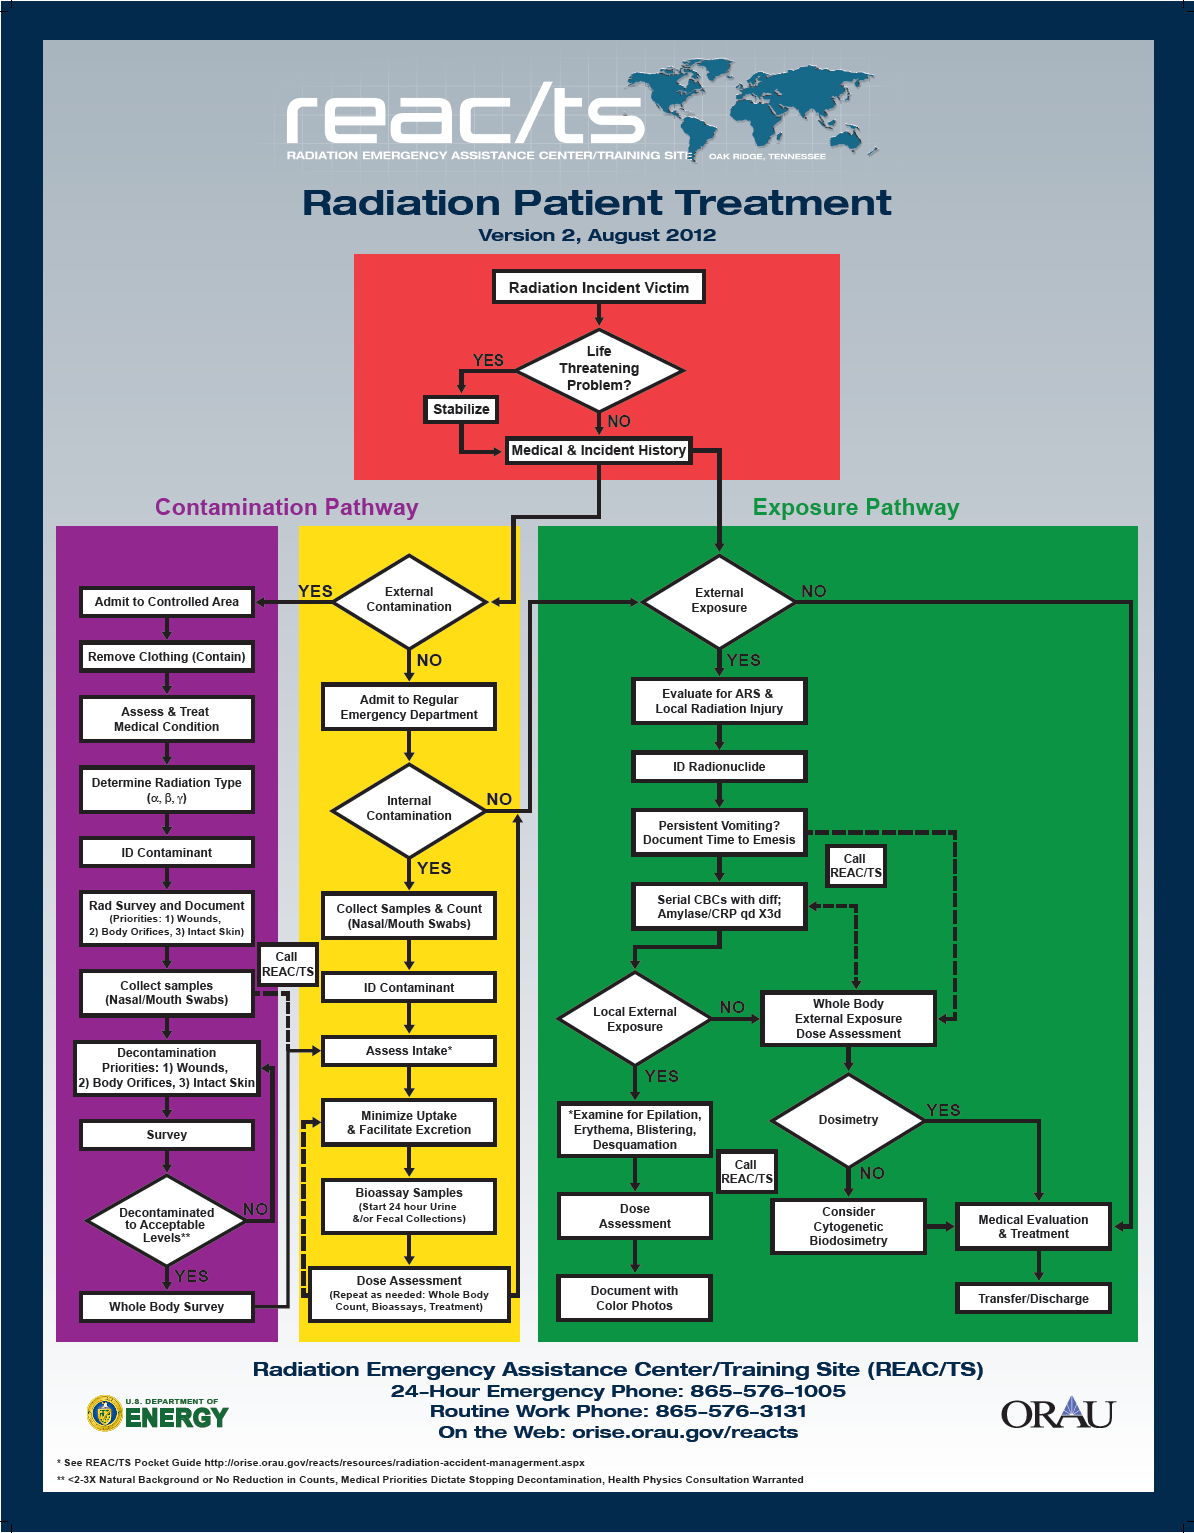 reac/ts
RADIATION EMERGENCY ASSISTANCE CENTER/TRAINING SITE
OAK RIDGE, TENNESSEE
Radiation Patient Treatment
Version 2, August 2012
Radiation Incident Victim
Life
Threatening
Problem?
YES
Stabilize
NO
Medical & Incident History
Contamination Pathway
Exposure Pathway
Admit to Controlled Area
Remove Clothing (Contain)
Assess & Treat
Medical Condition
Determine Radiation Type
(α, β, γ)
ID Contaminant
Rad Survey and Document
(Priorities: 1) Wounds,
2) Body Orifices, 3) Intact Skin)
Call
REAC/TS
Collect samples
(Nasal/Mouth Swabs)
Decontamination
Priorities: 1) Wounds,
2) Body Orifices, 3) Intact Skin
Survey
Decontaminated
to Acceptable
Levels**
NO
YES
Whole Body Survey
YES
External
Contamination
NO
Admit to Regular
Emergency Department
Internal
Contamination
NO
YES
Collect Samples & Count
(Nasal/Mouth Swabs)
ID Contaminant
Assess Intake*
Minimize Uptake
& Facilitate Excretion
Bioassay Samples
(Start 24 hour Urine
&/or Fecal Collections)
Dose Assessment
(Repeat as needed: Whole Body
Count, Bioassays, Treatment)
External
Exposure
NO
YES
Evaluate for ARS &
Local Radiation Injury
ID Radionuclide
Persistent Vomiting?
Document Time to Emesis
Call
REAC/TS
Serial CBCs with diff;
Amylase/CRP qd X3d
Local External
Exposure
NO
Whole Body
External Exposure
Dose Assessment
YES
*Examine for Epilation,
Erythema, Blistering,
Desquamation
Dosimetry
YES
NO
Call
REAC/TS
Dose
Assessment
Consider
Cytogenetic
Biodosimetry
Medical Evaluation
& Treatment
Document with
Color Photos
Transfer/Discharge
Radiation Emergency Assistance Center/Training Site (REAC/TS)
24-Hour Emergency Phone: 865-576-1005
Routine Work Phone: 865-576-3131
On the Web: orise.orau.gov/reacts
U.S. DEPARTMENT OF
ENERGY
ORAU
* See REAC/TS Pocket Guide http://orise.orau.gov/reacts/resources/radiation-accident-managerment.aspx
** <2-3X Natural Background or No Reduction in Counts, Medical Priorities Dictate Stopping Decontamination, Health Physics Consultation Warranted